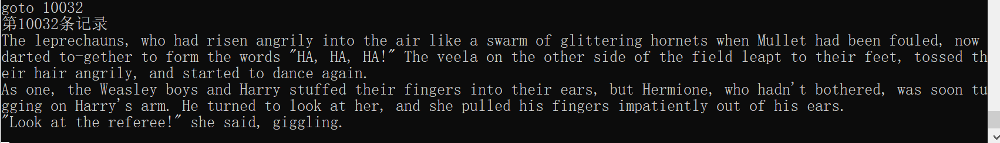 goto 10032
第10032条记录
The leprechauns, who had risen angrily into the air like a swarm of glittering hornets when Mullet had been fouled, now
darted to-gether to form the words "HA, HA, HA!" The veela on the other side of the field leapt to their feet, tossed th
eir hair angrily, and started to dance again.
As one, the Weasley boys and Harry stuffed their fingers into their ears, but Hermione, who hadn't bothered, was soon tu
gging on Harry's arm. He turned to look at her, and she pulled his fingers impatiently out of his ears.
"Look at the referee!" she said, giggling.